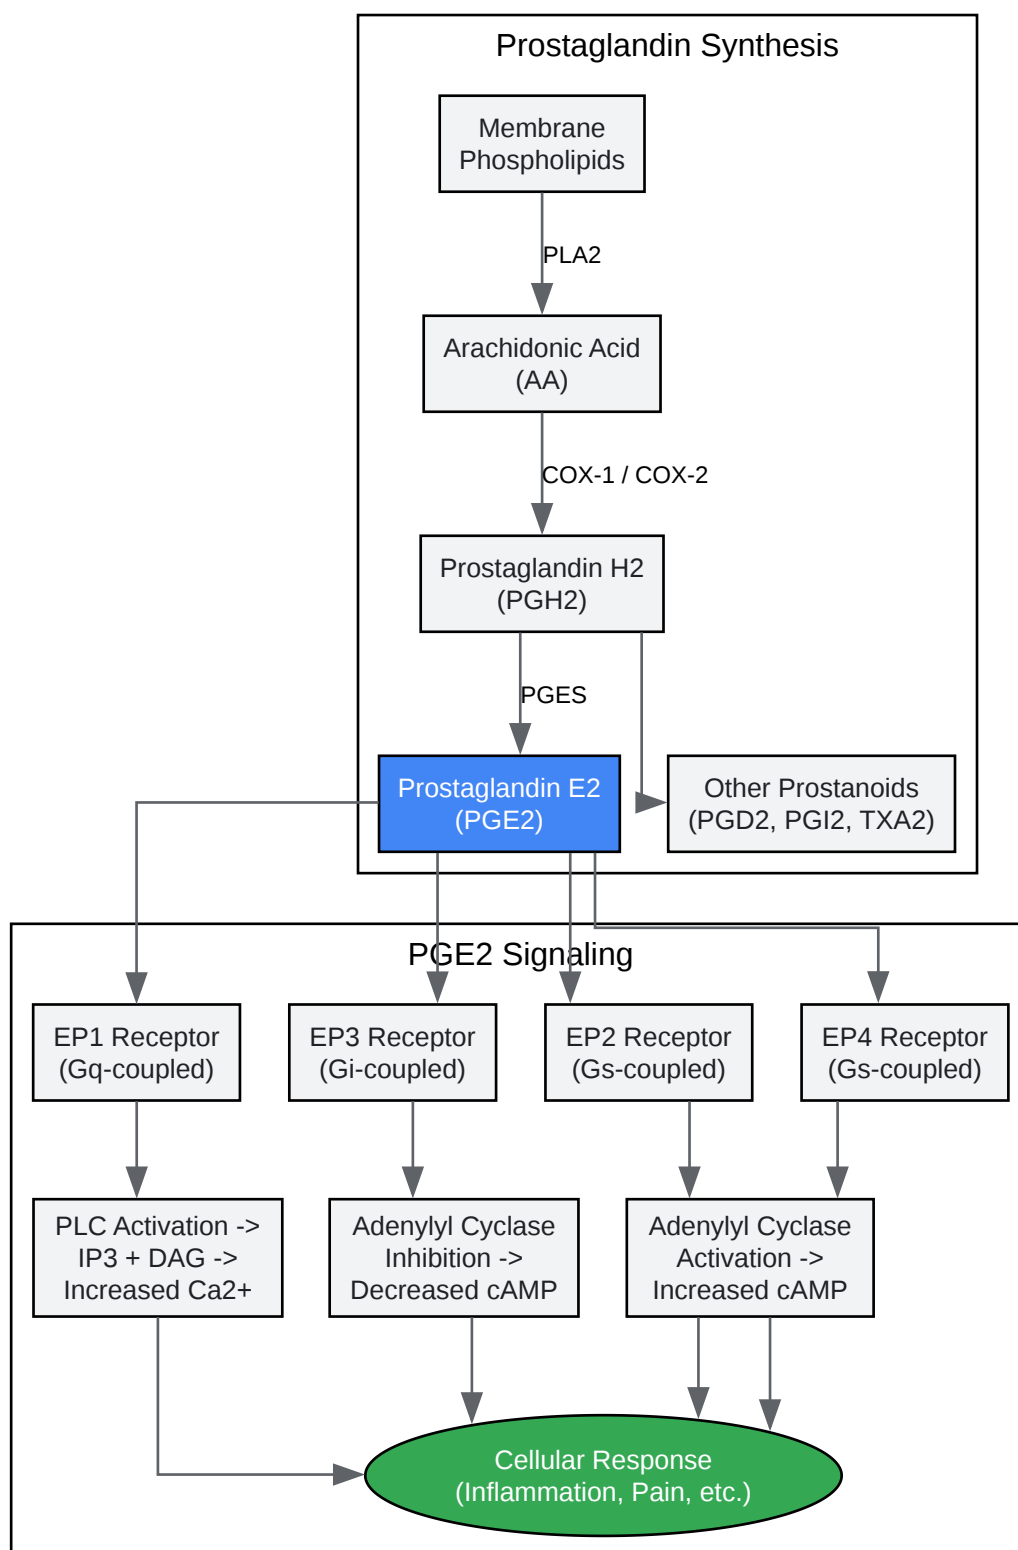 Prostaglandin Synthesis
Membrane
Phospholipids
PLA2
Arachidonic Acid
(AA)
COX-1 / COX-2
Prostaglandin H2
(PGH2)
PGES
Prostaglandin E2
(PGE2)
Other Prostanoids
(PGD2, PGI2, TXA2)
PGE2 Signaling
EP1 Receptor
(Gq-coupled)
EP3 Receptor
(Gi-coupled)
EP2 Receptor
(Gs-coupled)
EP4 Receptor
(Gs-coupled)
PLC Activation ->
IP3 + DAG ->
Increased Ca2+
Adenylyl Cyclase
Inhibition ->
Decreased cAMP
Adenylyl Cyclase
Activation ->
Increased cAMP
Cellular Response
(Inflammation, Pain, etc.)